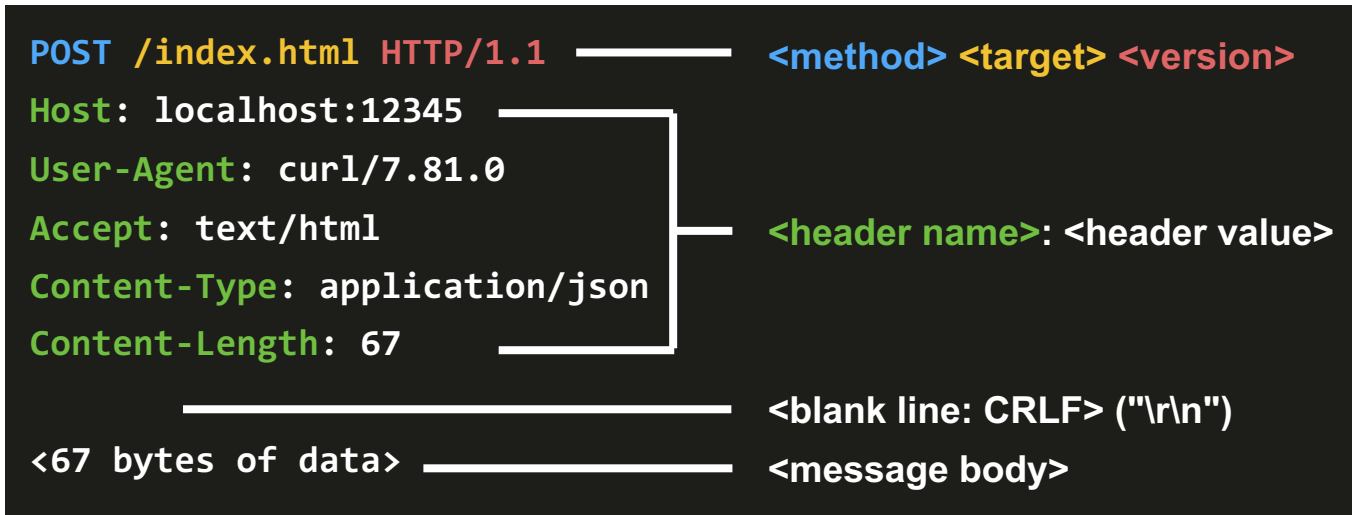 POST /index.html HTTP/1.1 <method> <target> <version>
Host: localhost:12345
User-Agent: curl/7.81.0
Accept: text/html <header name>: <header value>
Content-Type: application/json
Content-Length: 67
<blank line: CRLF> ("\r\n")
<67 bytes of data> <message body>